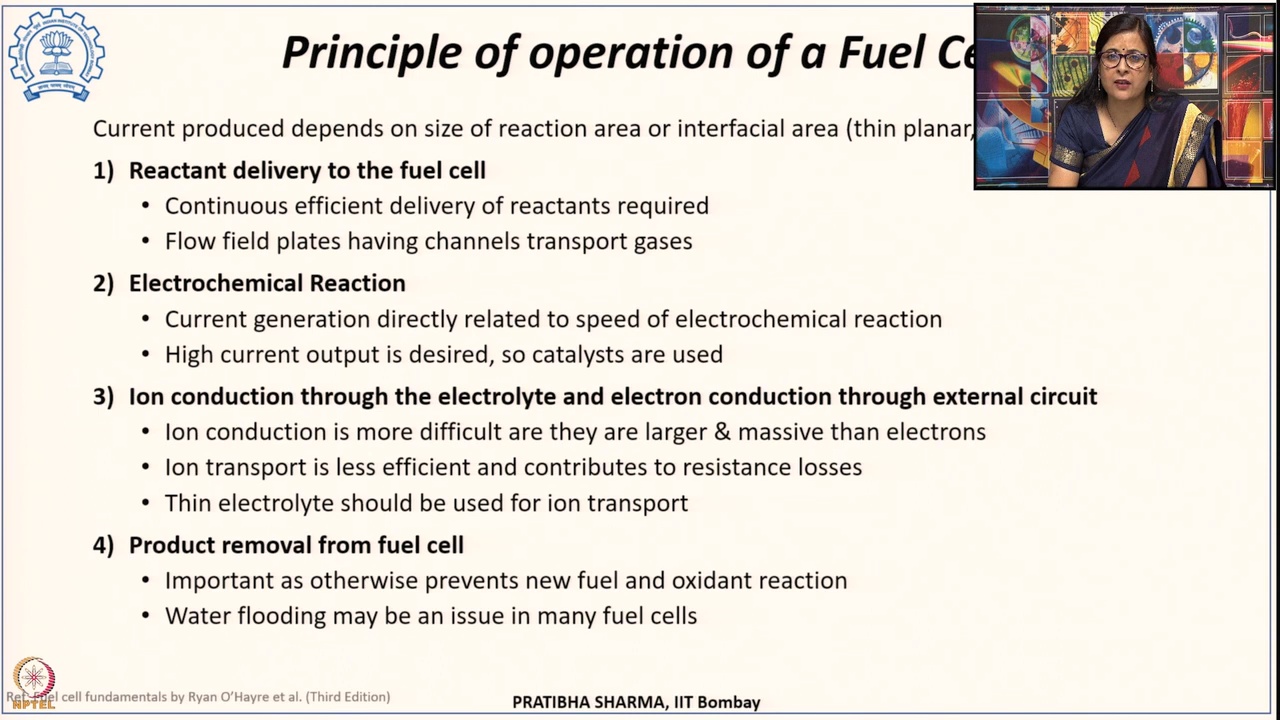 Principle of operation of a Fuel Ce
Current produced depends on size of reaction area or interfacial area (thin planar,
1) Reactant delivery to the fuel cell
• Continuous efficient delivery of reactants required
• Flow field plates having channels transport gases
2) Electrochemical Reaction
• Current generation directly related to speed of electrochemical reaction
• High current output is desired, so catalysts are used
3) Ion conduction through the electrolyte and electron conduction through external circuit
• Ion conduction is more difficult are they are larger & massive than electrons
• Ion transport is less efficient and contributes to resistance losses
• Thin electrolyte should be used for ion transport
4) Product removal from fuel cell
• Important as otherwise prevents new fuel and oxidant reaction
• Water flooding may be an issue in many fuel cells
Ref: Fuel cell fundamentals by Ryan O'Hayre et al. (Third Edition)
NPTEL
PRATIBHA SHARMA, IIT Bombay